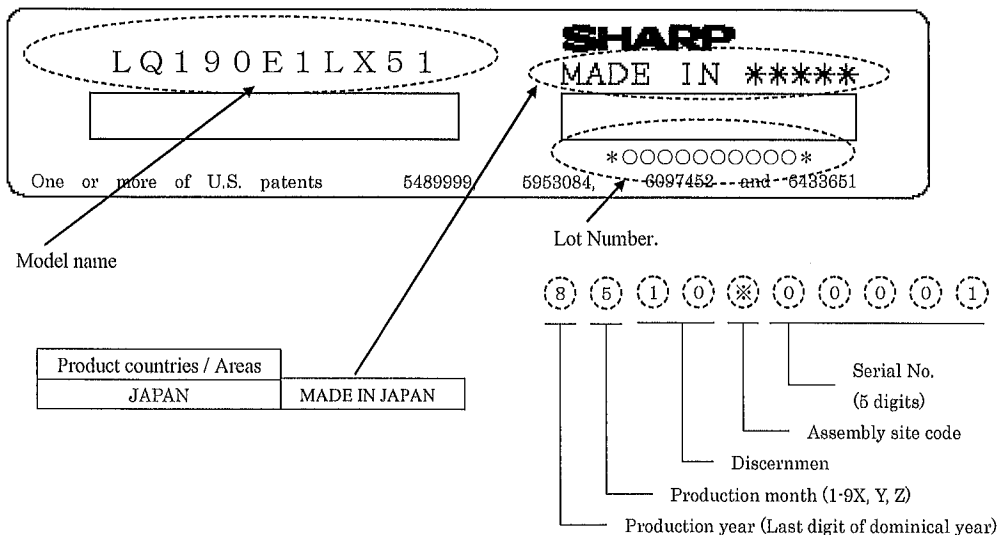 SHARP
LQ190E1LX51
MADE IN *****
*○○○○○○○○○○*
One or more of U.S. patents 5489999, 5953084, 6097452 and 6433651
Lot Number.
Model name
8 5 1 0 ※ 0 0 0 0 1
Product countries / Areas
JAPAN MADE IN JAPAN
Serial No.
(5 digits)
Assembly site code
Discernmen
Production month (1-9X, Y, Z)
Production year (Last digit of dominical year)